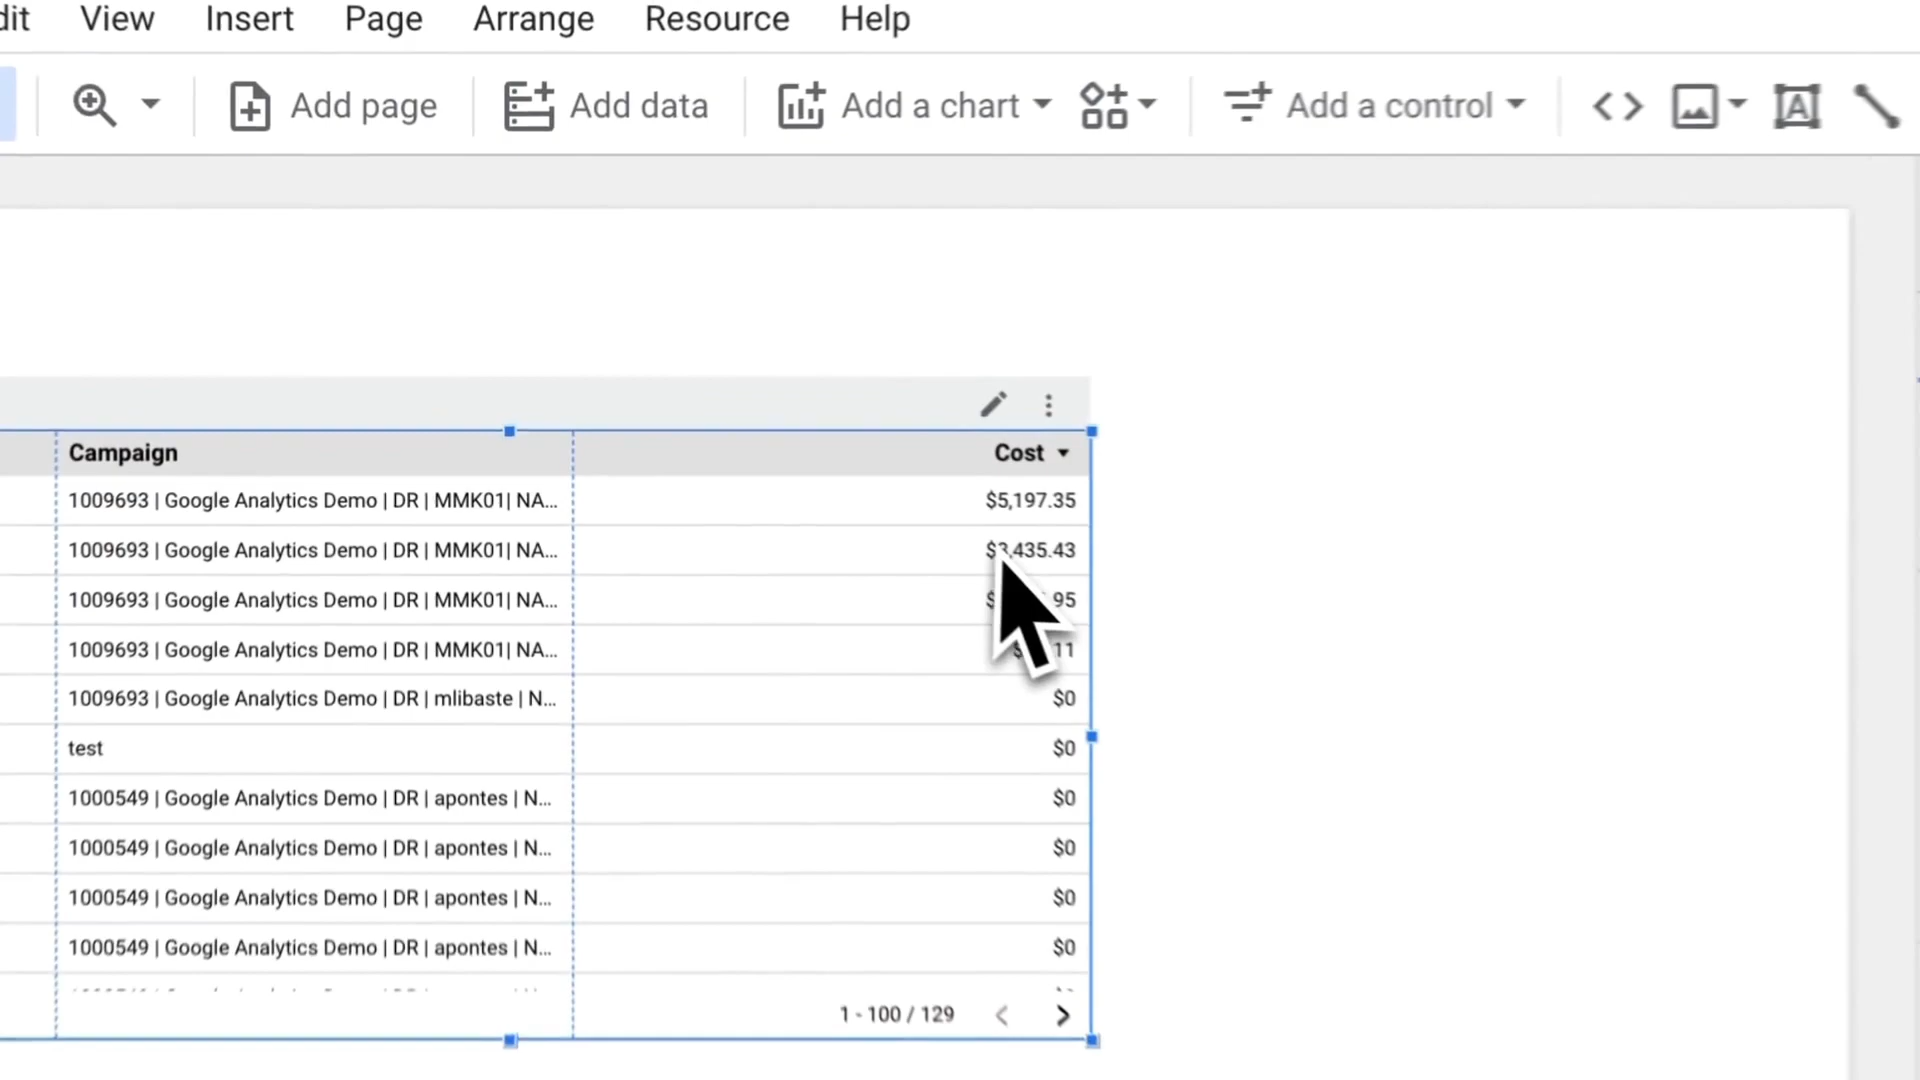 dit View Insert Page Arrange Resource Help
Add page Add data Add a chart Add a control
Campaign Cost
1009693 | Google Analytics Demo | DR | MMK01| NA... $5,197.35
1009693 | Google Analytics Demo | DR | MMK01| NA... $3,435.43
1009693 | Google Analytics Demo | DR | MMK01| NA...
1009693 | Google Analytics Demo | DR | MMK01| NA...
1009693 | Google Analytics Demo | DR | mlibaste | N... $0
test $0
1000549 | Google Analytics Demo | DR | apontes | N... $0
1000549 | Google Analytics Demo | DR | apontes | N... $0
1000549 | Google Analytics Demo | DR | apontes | N... $0
1000549 | Google Analytics Demo | DR | apontes | N... $0
1 - 100 / 129